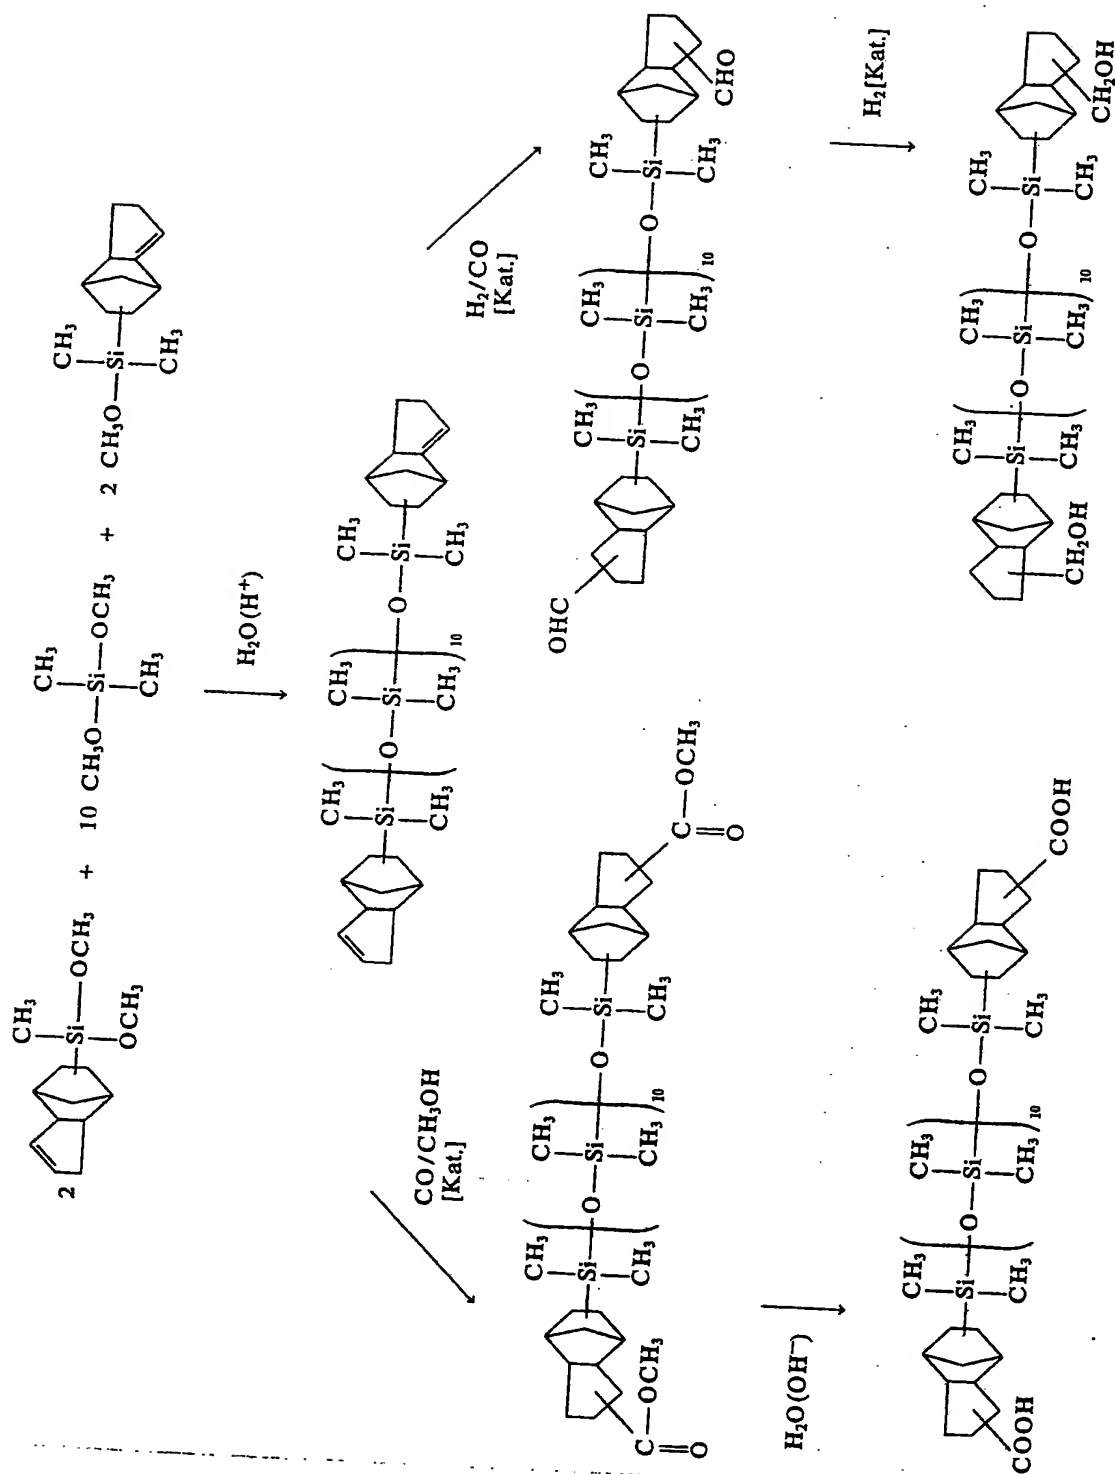 CH₃ CH₃ CH₃
2 Si—OCH₃ + 10 CH₃O—Si—OCH₃ + 2 CH₃O—Si
OCH₃ CH₃ CH₃
H₂O(H⁺)
CH₃ CH₃ CH₃
Si—O—Si—O—Si
CH₃ CH₃ CH₃
10
CO/CH₃OH
[Kat.]
H₂/CO
[Kat.]
CH₃ CH₃ CH₃
Si—O—Si—O—Si
CH₃ CH₃ CH₃
10
C—OCH₃
O
C—OCH₃
O
OHC
CH₃ CH₃ CH₃
Si—O—Si—O—Si
CH₃ CH₃ CH₃
10
CHO
H₂O(OH⁻)
H₂[Kat.]
CH₃ CH₃ CH₃
Si—O—Si—O—Si
CH₃ CH₃ CH₃
10
COOH
COOH
CH₃ CH₃ CH₃
Si—O—Si—O—Si
CH₃ CH₃ CH₃
10
CH₂OH
CH₂OH